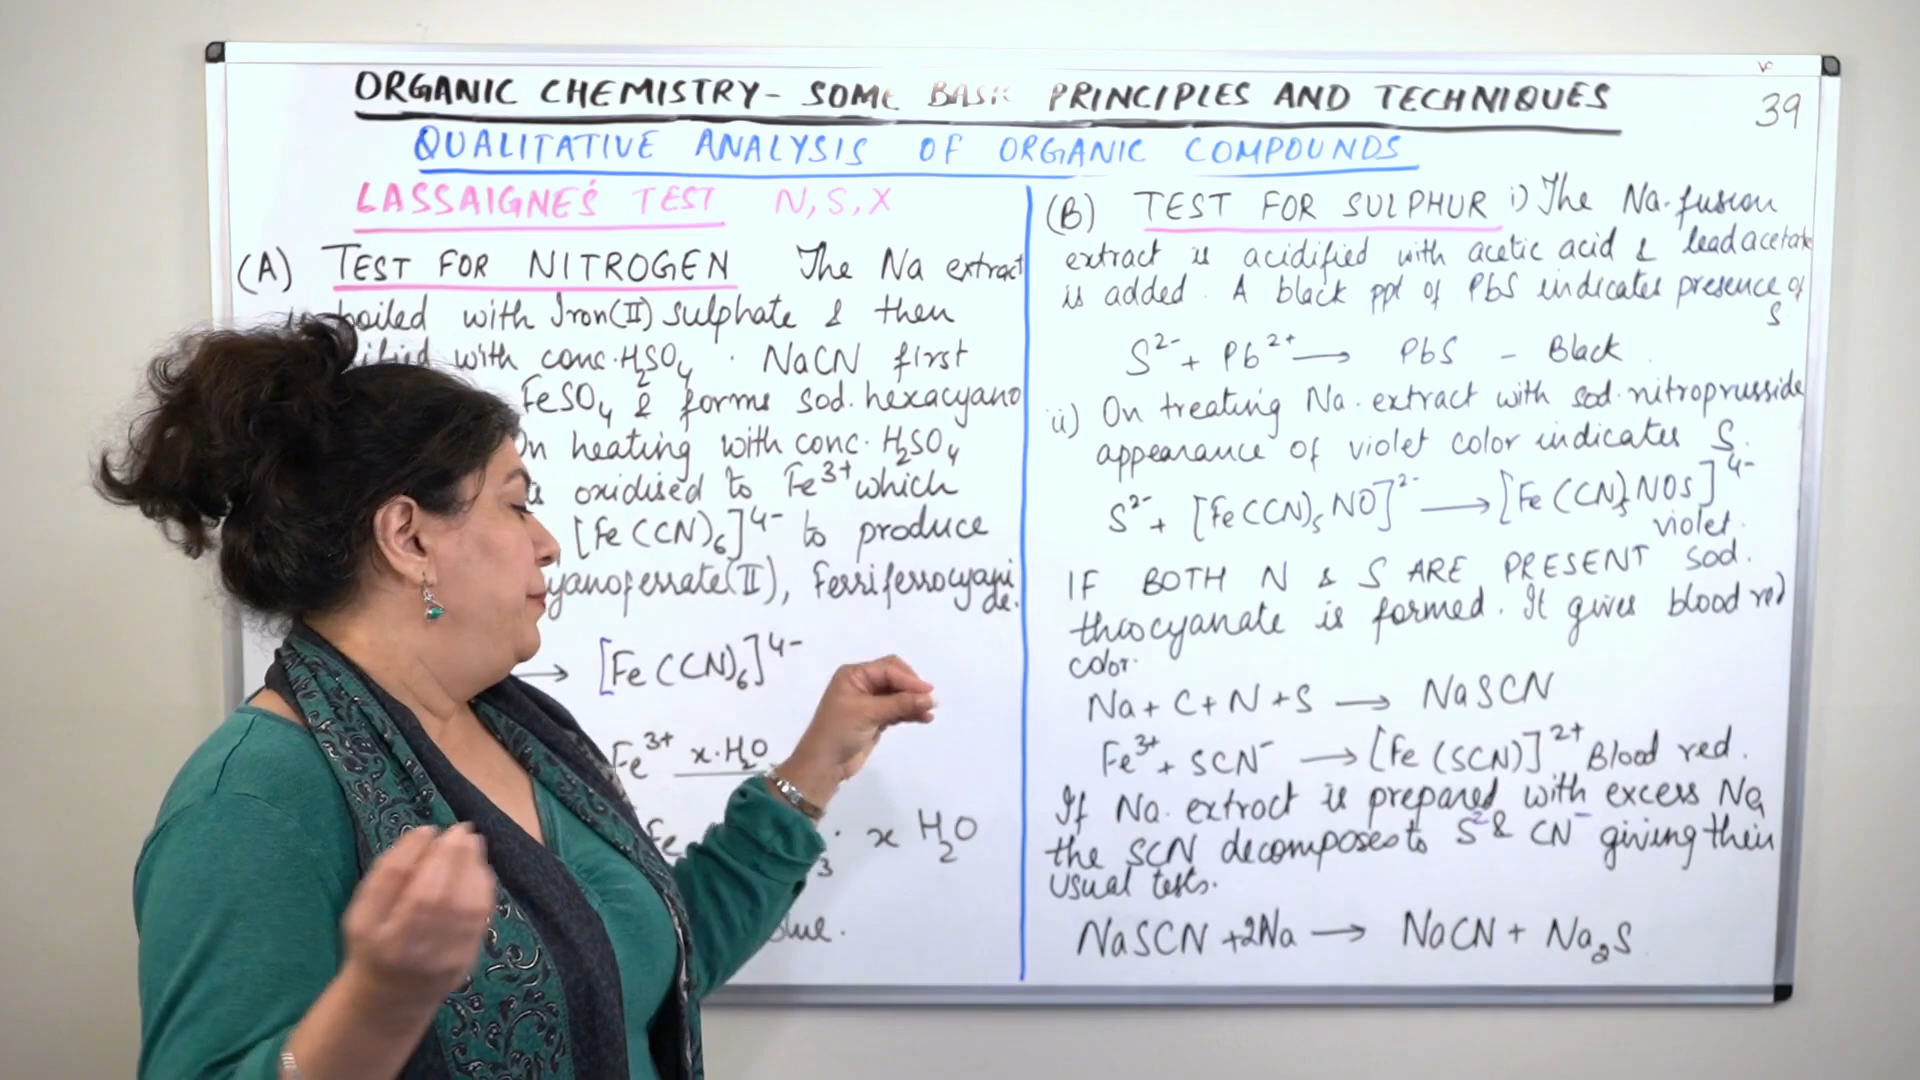 ORGANIC CHEMISTRY- SOME BASIC PRINCIPLES AND TECHNIQUES
39
QUALITATIVE ANALYSIS OF ORGANIC COMPOUNDS
LASSAIGNE'S TEST N, S, X
(A) TEST FOR NITROGEN The Na extract
boiled with Iron(II) sulphate & then
with conc. H₂SO₄. NaCN first
FeSO₄ & forms sod. hexacyano
On heating with conc. H₂SO₄
is oxidised to Fe³⁺ which
[Fe(CN)₆]⁴⁻ to produce
yanoferrate(II), Ferriferrocyani
de.
→ [Fe(CN)₆]⁴⁻
Fe³⁺ x.H₂O
Fe 3 . x H₂O
blue.
(B) TEST FOR SULPHUR i) The Na-fusion
extract is acidified with acetic acid & lead acetate
is added. A black ppt of PbS indicates presence of
S
S²⁻ + Pb²⁺ → PbS - Black.
ii) On treating Na. extract with sod. nitroprusside
appearance of violet color indicates S.
S²⁻ + [Fe(CN)₅NO]²⁻ → [Fe(CN)₅NOS]⁴⁻
violet.
IF BOTH N & S ARE PRESENT sod.
thiocyanate is formed. It gives blood red
color.
Na + C + N + S → NaSCN
Fe³⁺ + SCN⁻ → [Fe(SCN)]²⁺ Blood red.
If Na. extract is prepared with excess Na,
the SCN decomposes to S²⁻ & CN⁻ giving their
usual tests.
NaSCN + 2Na → NaCN + Na₂S